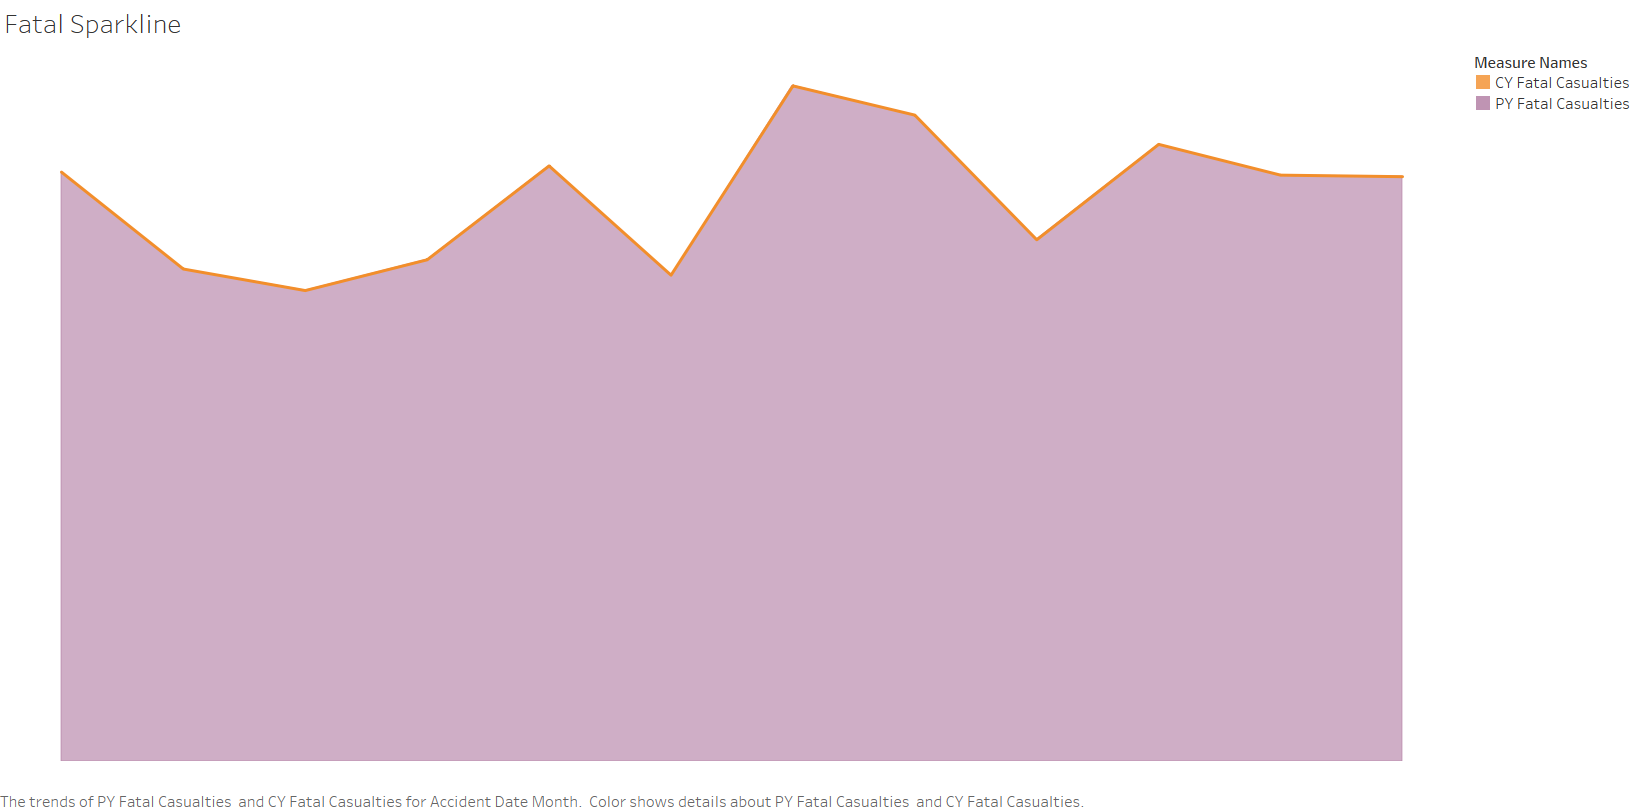 Fatal Sparkline
Measure Names
CY Fatal Casualties
PY Fatal Casualties
The trends of PY Fatal Casualties  and CY Fatal Casualties for Accident Date Month.  Color shows details about PY Fatal Casualties  and CY Fatal Casualties.